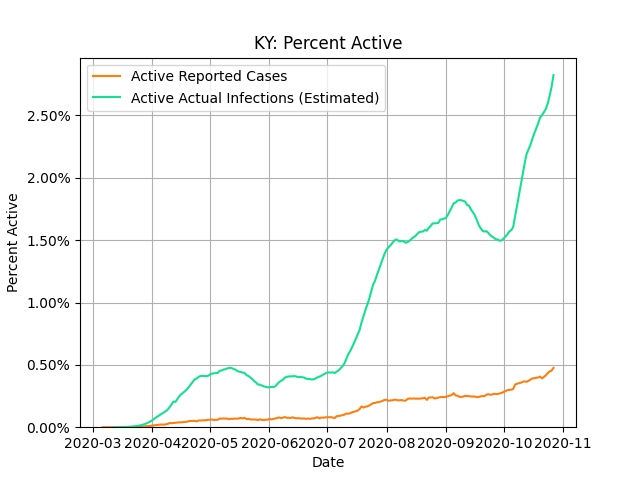 KY: Percent Active
Active Reported Cases
Active Actual Infections (Estimated)
2.50%
2.00%
1.50%
1.00%
0.50%
0.00%
Percent Active
2020-03 2020-04 2020-05 2020-06 2020-07 2020-08 2020-09 2020-10 2020-11
Date